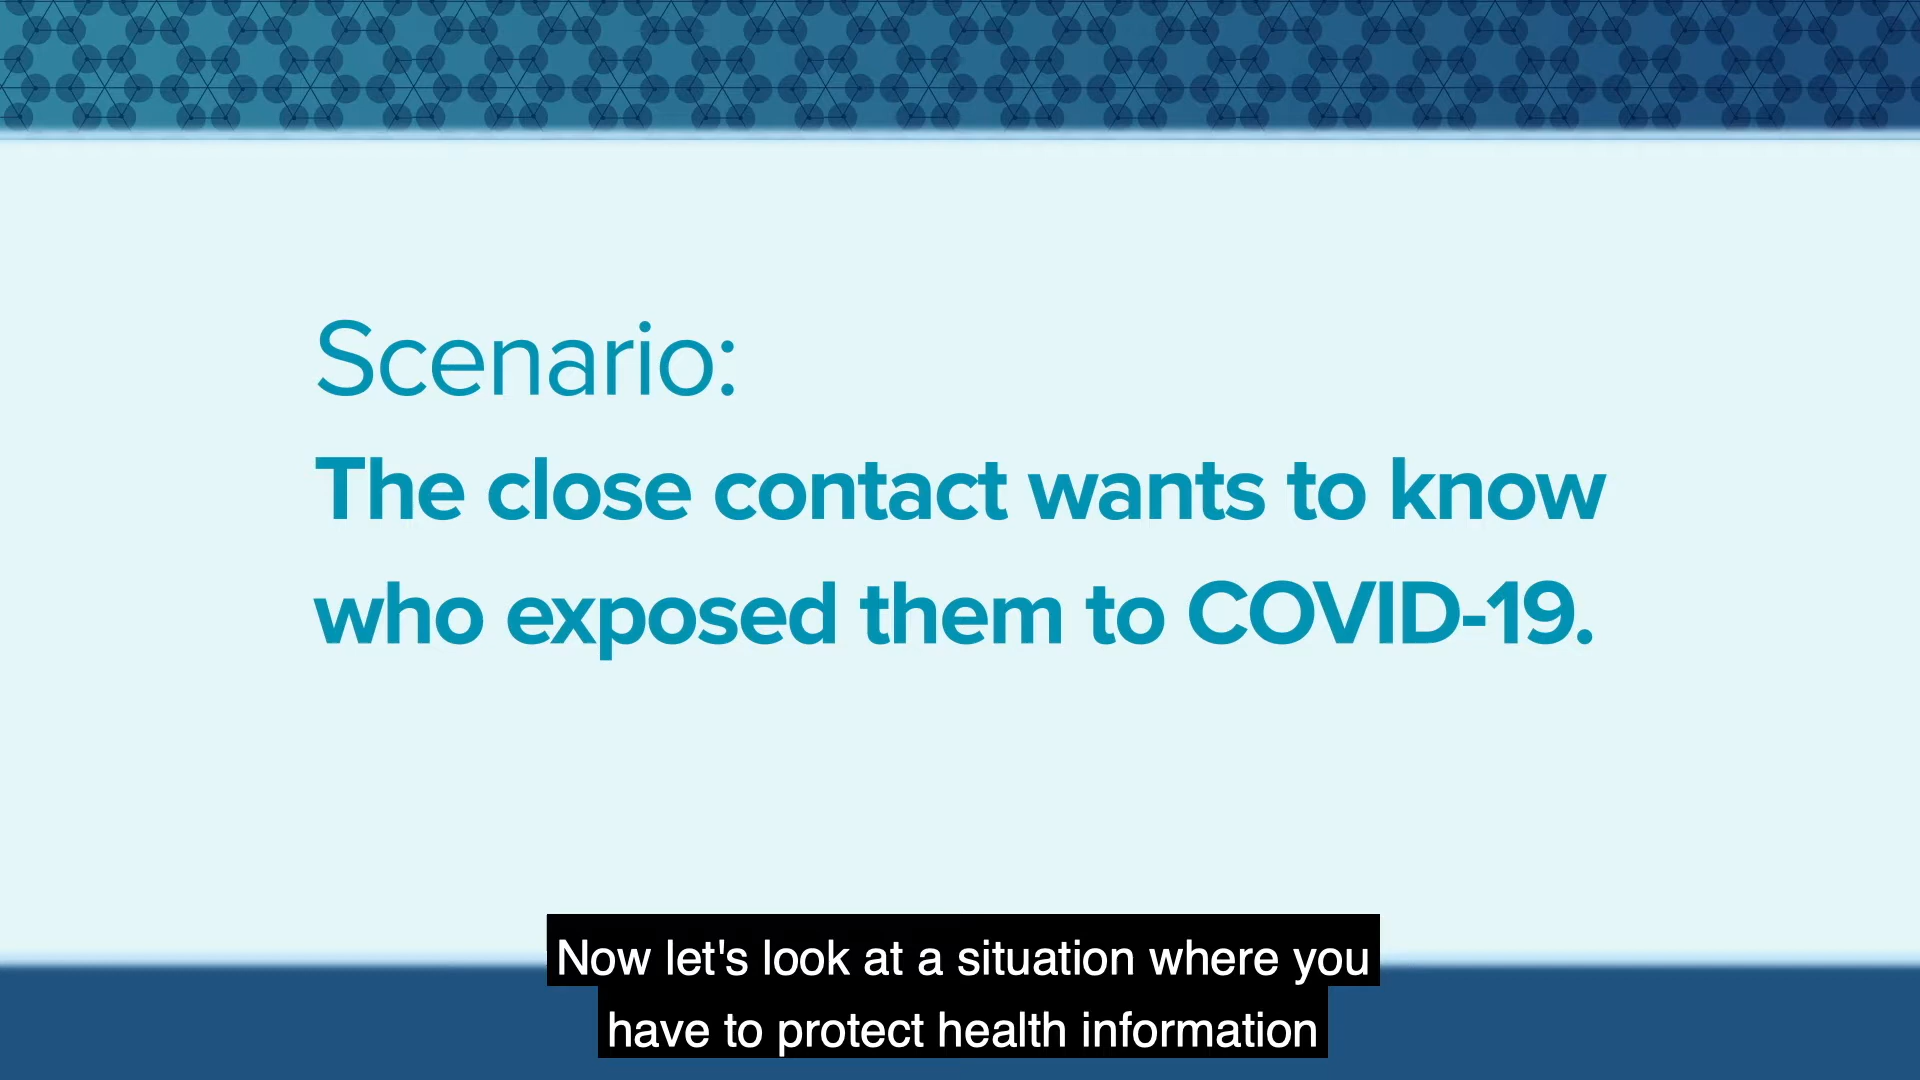 Scenario:
The close contact wants to know
who exposed them to COVID-19.
Now let's look at a situation where you
have to protect health information